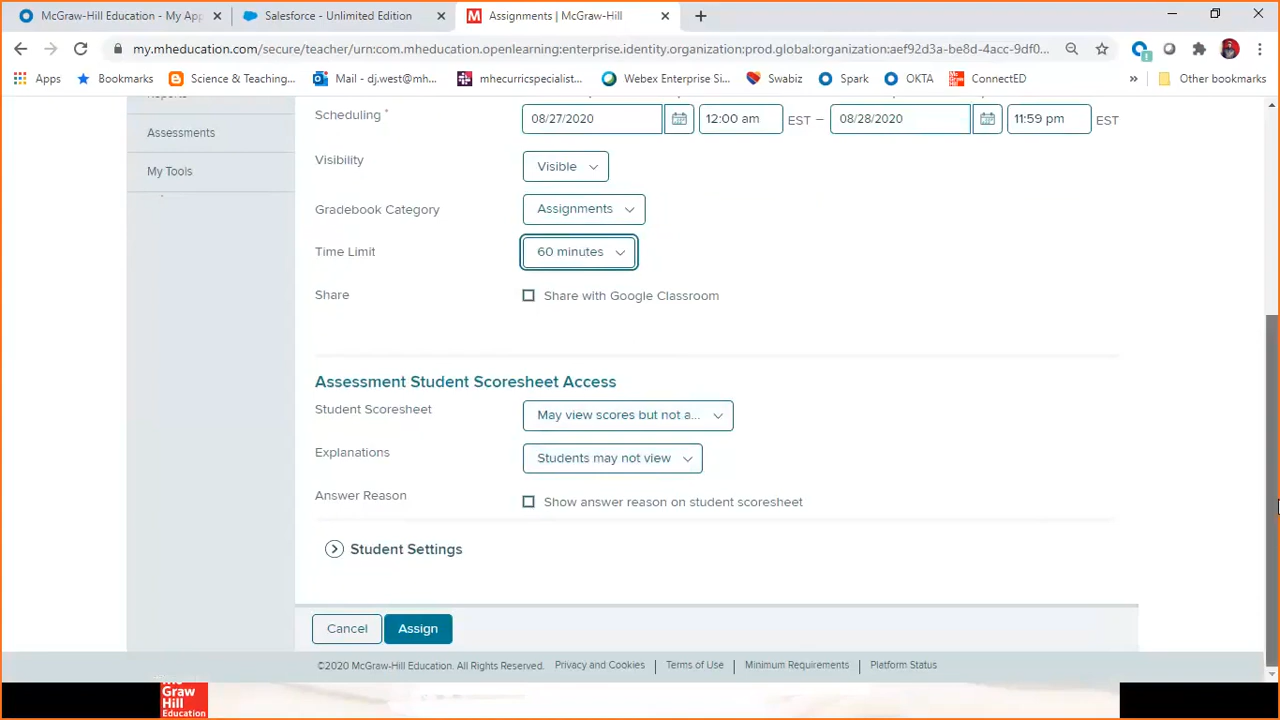 McGraw-Hill Education - My App
Salesforce - Unlimited Edition
Assignments | McGraw-Hill
my.mheducation.com/secure/teacher/urn:com.mheducation.openlearning:enterprise.identity.organization:prod.global:organization:aef92d3a-be8d-4acc-9df0...
Apps
Bookmarks
Science & Teaching...
Mail - dj.west@mh...
mhecurricspecialist...
Webex Enterprise Si...
Swabiz
Spark
OKTA
ConnectED
»
Other bookmarks
Reports
Assessments
My Tools
Scheduling *
08/27/2020
12:00 am
EST –
08/28/2020
11:59 pm
EST
Visibility
Visible
Gradebook Category
Assignments
Time Limit
60 minutes
Share
Share with Google Classroom
Assessment Student Scoresheet Access
Student Scoresheet
May view scores but not a...
Explanations
Students may not view
Answer Reason
Show answer reason on student scoresheet
Student Settings
Cancel
Assign
©2020 McGraw-Hill Education. All Rights Reserved.
Privacy and Cookies
Terms of Use
Minimum Requirements
Platform Status
Mc
Graw
Hill
Education